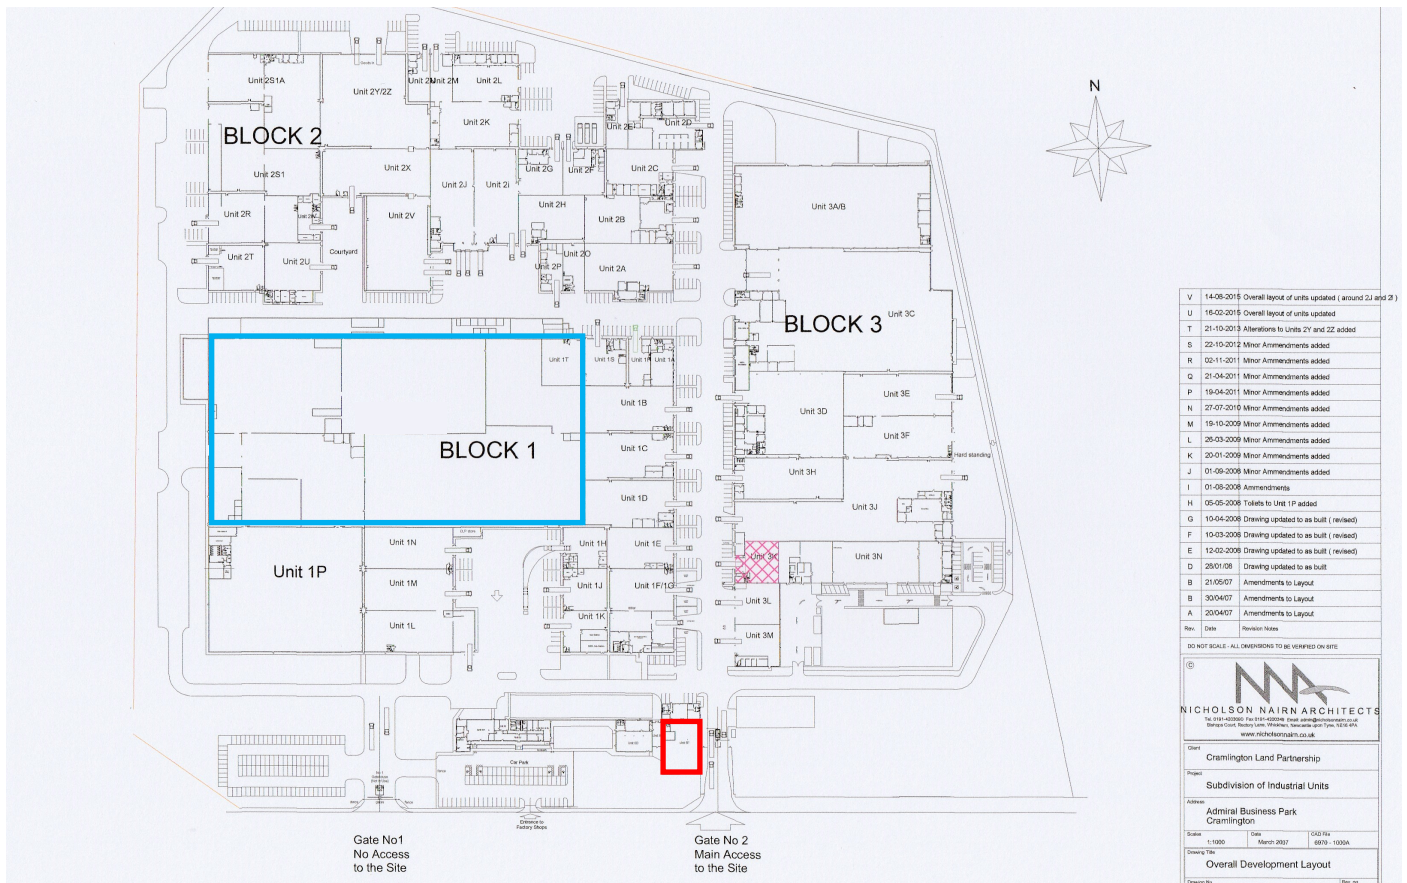 N
Unit 2S1A
Unit 2Y/2Z
Unit 2M
Unit 2L
Unit 2K
Unit 2E
Unit 2D
BLOCK 2
Unit 2X
Unit 2S1
Unit 2J
Unit 2i
Unit 2G
Unit 2F
Unit 2C
Unit 2R
Unit 2V
Unit 2H
Unit 2B
Unit 3A/B
Courtyard
Unit 2T
Unit 2U
Unit 2P
Unit 2O
Unit 2A
Unit 3C
BLOCK 3
Unit 1T
Unit 1S
Unit 1R
Unit 1A
Unit 1B
Unit 3D
Unit 3E
Unit 3F
BLOCK 1
Unit 1C
Hard standing
Unit 3H
Unit 1D
Unit 3J
Unit 1N
Unit 1H
Unit 1E
Unit 3K
Unit 3N
Unit 1P
Unit 1M
Unit 1J
Unit 1F/1G
Unit 3L
Unit 1L
Unit 1K
Unit 3M
Car Park
Entrance to
Factory Shops
Gate No1
No Access
to the Site
Gate No 2
Main Access
to the Site
V 14-08-2015 Overall layout of units updated ( around 2J and 2I )
U 16-02-2015 Overall layout of units updated
T 21-10-2013 Alterations to Units 2Y and 2Z added
S 22-10-2012 Minor Ammendments added
R 02-11-2011 Minor Ammendments added
Q 21-04-2011 Minor Ammendments added
P 19-04-2011 Minor Ammendments added
N 27-07-2010 Minor Ammendments added
M 19-10-2009 Minor Ammendments added
L 26-03-2009 Minor Ammendments added
K 20-01-2009 Minor Ammendments added
J 01-09-2008 Minor Ammendments added
I 01-08-2008 Ammendments
H 05-05-2008 Toliets to Unit 1P added
G 10-04-2008 Drawing updated to as built ( revised)
F 10-03-2008 Drawing updated to as built ( revised)
E 12-02-2008 Drawing updated to as built ( revised)
D 28/01/08 Drawing updated to as built
B 21/05/07 Amendments to Layout
B 30/04/07 Amendments to Layout
A 20/04/07 Amendments to Layout
Rev. Date Revision Notes
DO NOT SCALE - ALL DIMENSIONS TO BE VERIFIED ON SITE
©
NICHOLSON NAIRN ARCHITECTS
www.nicholsonnairn.co.uk
Client
Cramlington Land Partnership
Project
Subdivision of Industrial Units
Address
Admiral Business Park
Cramlington
Scales Date CAD File
1:1000 March 2007 6970 - 1000A
Drawing Title
Overall Development Layout